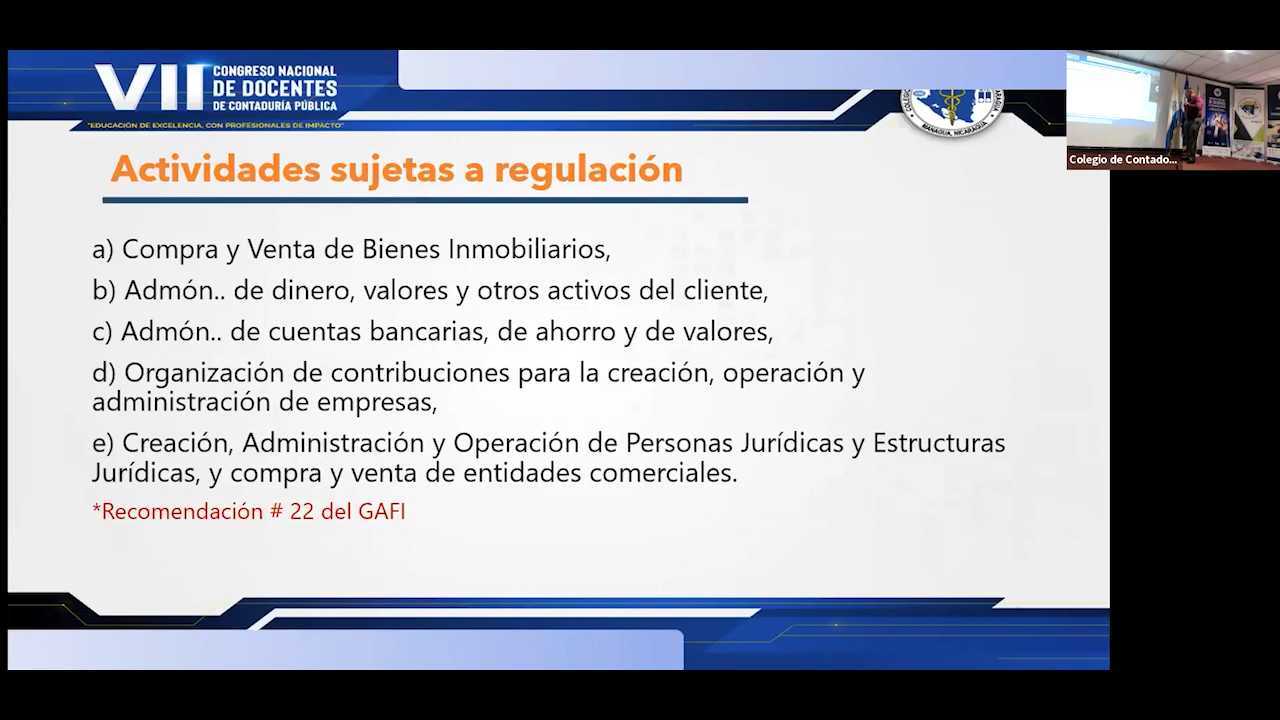 VII CONGRESO NACIONAL
DE DOCENTES
DE CONTADURÍA PÚBLICA
"EDUCACIÓN DE EXCELENCIA, CON PROFESIONALES DE IMPACTO"
MANAGUA, NICARAGUA
Colegio de Contado...
Actividades sujetas a regulación
a) Compra y Venta de Bienes Inmobiliarios,
b) Admón.. de dinero, valores y otros activos del cliente,
c) Admón.. de cuentas bancarias, de ahorro y de valores,
d) Organización de contribuciones para la creación, operación y
administración de empresas,
e) Creación, Administración y Operación de Personas Jurídicas y Estructuras
Jurídicas, y compra y venta de entidades comerciales.
*Recomendación # 22 del GAFI